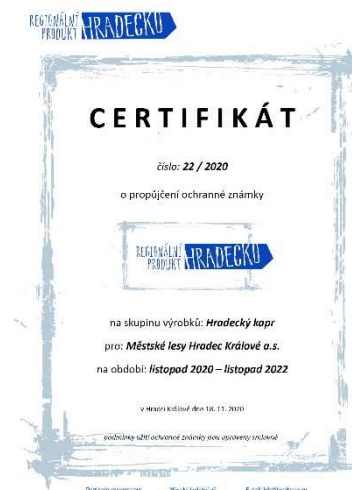 REGIONÁLNÍ
PRODUKT HRADECKO
CERTIFIKÁT
číslo: 22 / 2020
o propůjčení ochranné známky
REGIONÁLNÍ
PRODUKT HRADECKO
na skupinu výrobků: Hradecký kapr
pro: Městské lesy Hradec Králové a.s.
na období: listopad 2020 – listopad 2022
V Hradci Králové dne 18. 11. 2020
podmínky užití ochranné známky jsou upraveny smluvně